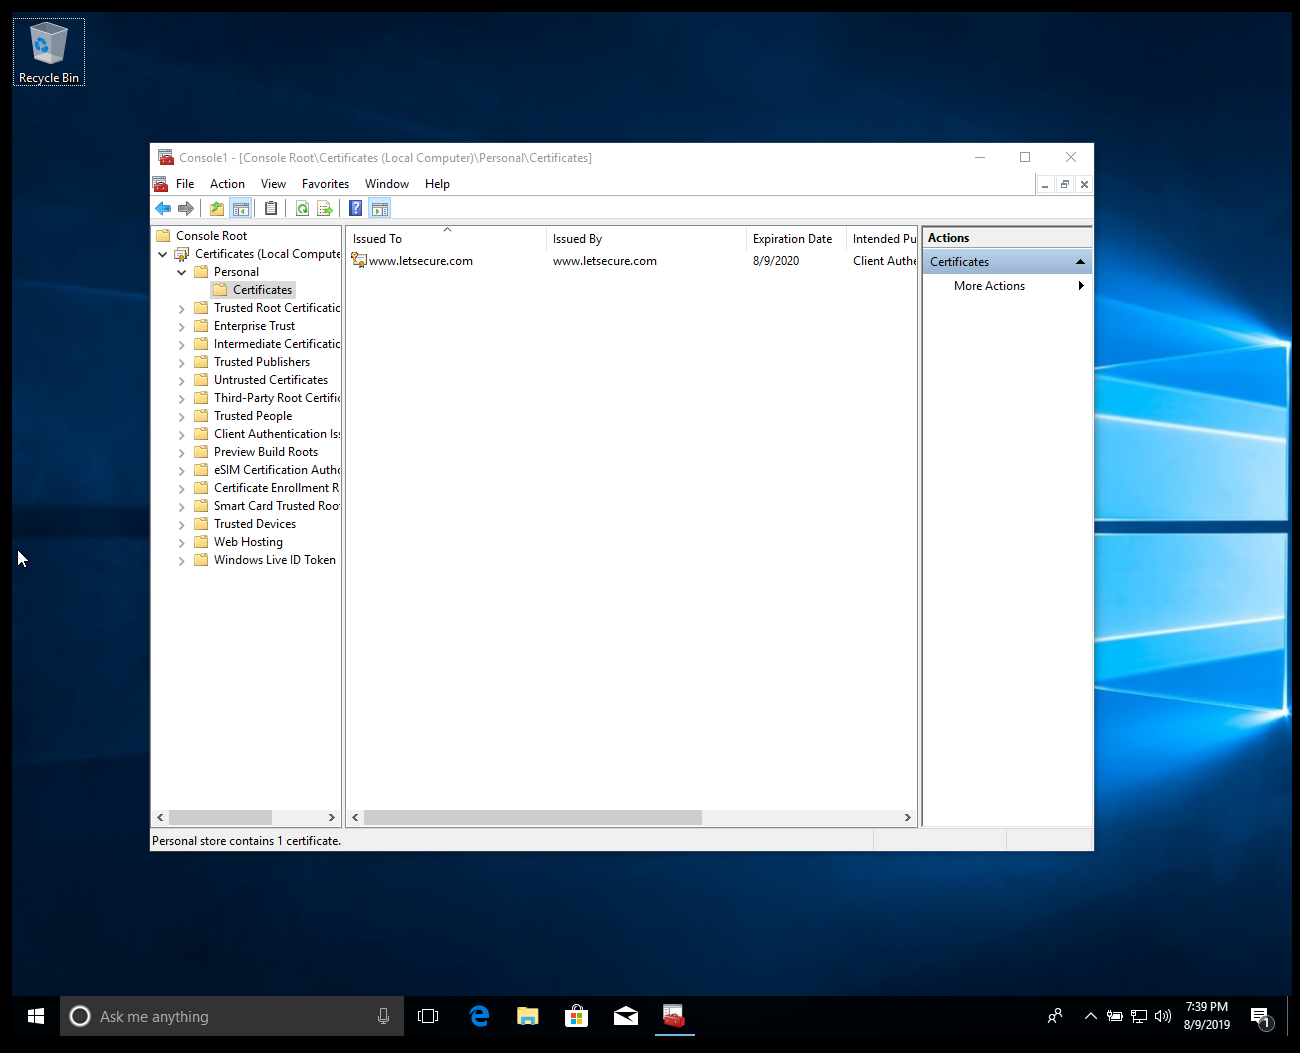 Recycle Bin
Console1 - [Console Root\Certificates (Local Computer)\Personal\Certificates]
File Action View Favorites Window Help
Console Root
Certificates (Local Compute
Personal
Certificates
Trusted Root Certificatic
Enterprise Trust
Intermediate Certificatic
Trusted Publishers
Untrusted Certificates
Third-Party Root Certific
Trusted People
Client Authentication Iss
Preview Build Roots
eSIM Certification Autho
Certificate Enrollment R
Smart Card Trusted Roo
Trusted Devices
Web Hosting
Windows Live ID Token
Issued To Issued By Expiration Date Intended Pu
www.letsecure.com www.letsecure.com 8/9/2020 Client Authe
Actions
Certificates
More Actions
Personal store contains 1 certificate.
Ask me anything
7:39 PM
8/9/2019
1